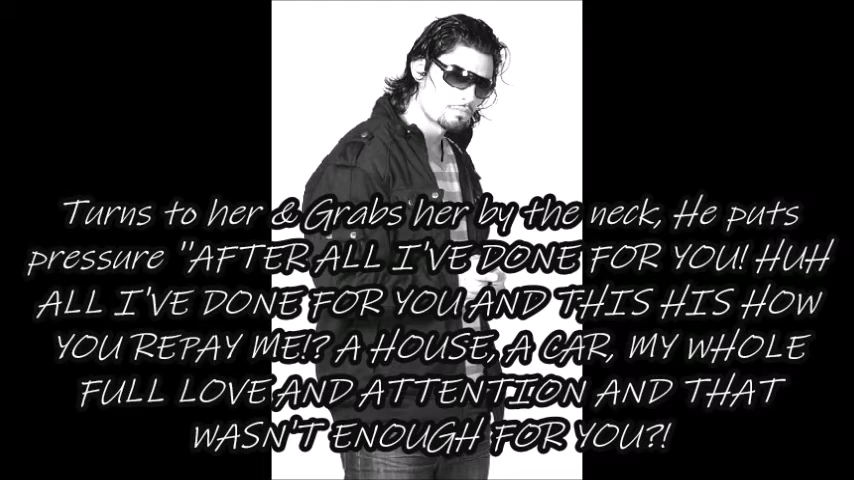 Turns to her & Grabs her by the neck, He puts
pressure "AFTER ALL I'VE DONE FOR YOU! HUH
ALL I'VE DONE FOR YOU AND THIS HIS HOW
YOU REPAY ME!? A HOUSE, A CAR, MY WHOLE
FULL LOVE AND ATTENTION AND THAT
WASN'T ENOUGH FOR YOU?!